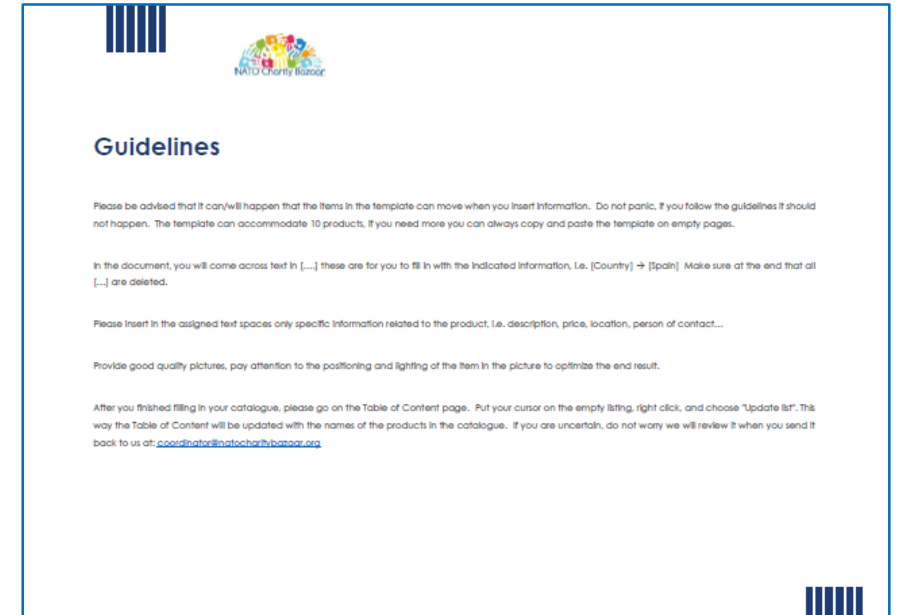 NATO Charity Bazaar
Guidelines
Please be advised that it can/will happen that the items in the template can move when you insert information. Do not panic, if you follow the guidelines it should
not happen. The template can accommodate 10 products, if you need more you can always copy and paste the template on empty pages.
In the document, you will come across text in [.....] these are for you to fill in with the indicated information, i.e. [Country] → [Spain] Make sure at the end that all
[....] are deleted.
Please insert in the assigned text spaces only specific information related to the product, i.e. description, price, location, person of contact...
Provide good quality pictures, pay attention to the positioning and lighting of the item in the picture to optimize the end result.
After you finished filling in your catalogue, please go on the Table of Content page. Put your cursor on the empty listing, right click, and choose "Update list". This
way the Table of Content will be updated with the names of the products in the catalogue. If you are uncertain, do not worry we will review it when you send it
back to us at: coordinator@natocharitybazaar.org